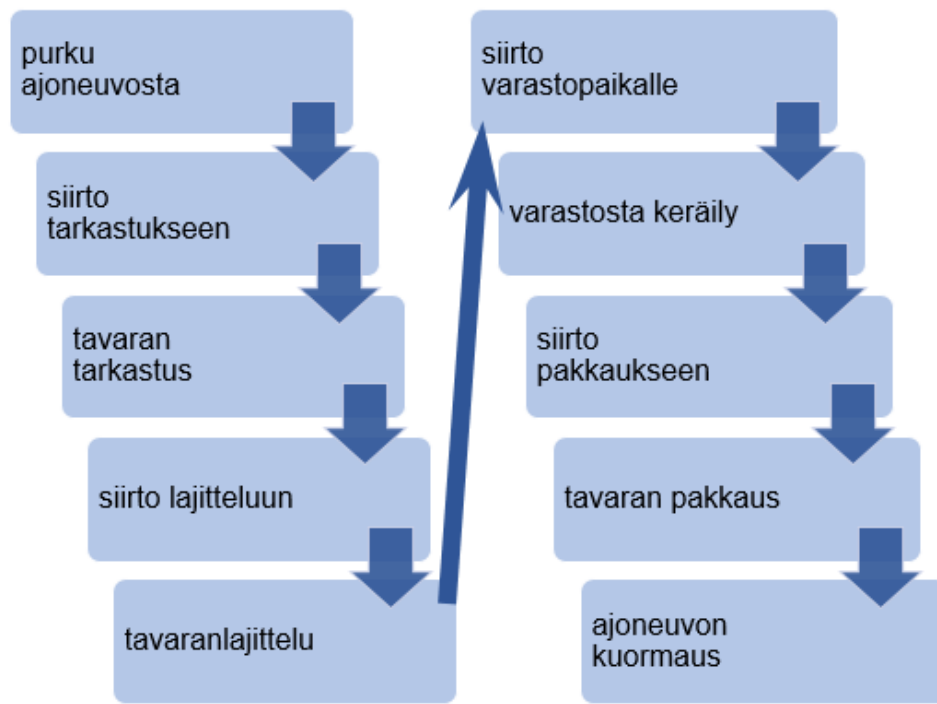 purku
ajoneuvosta
siirto
tarkastukseen
tavaran
tarkastus
siirto lajitteluun
tavaranlajittelu
siirto
varastopaikalle
varastosta keräily
siirto
pakkaukseen
tavaran pakkaus
ajoneuvon
kuormaus